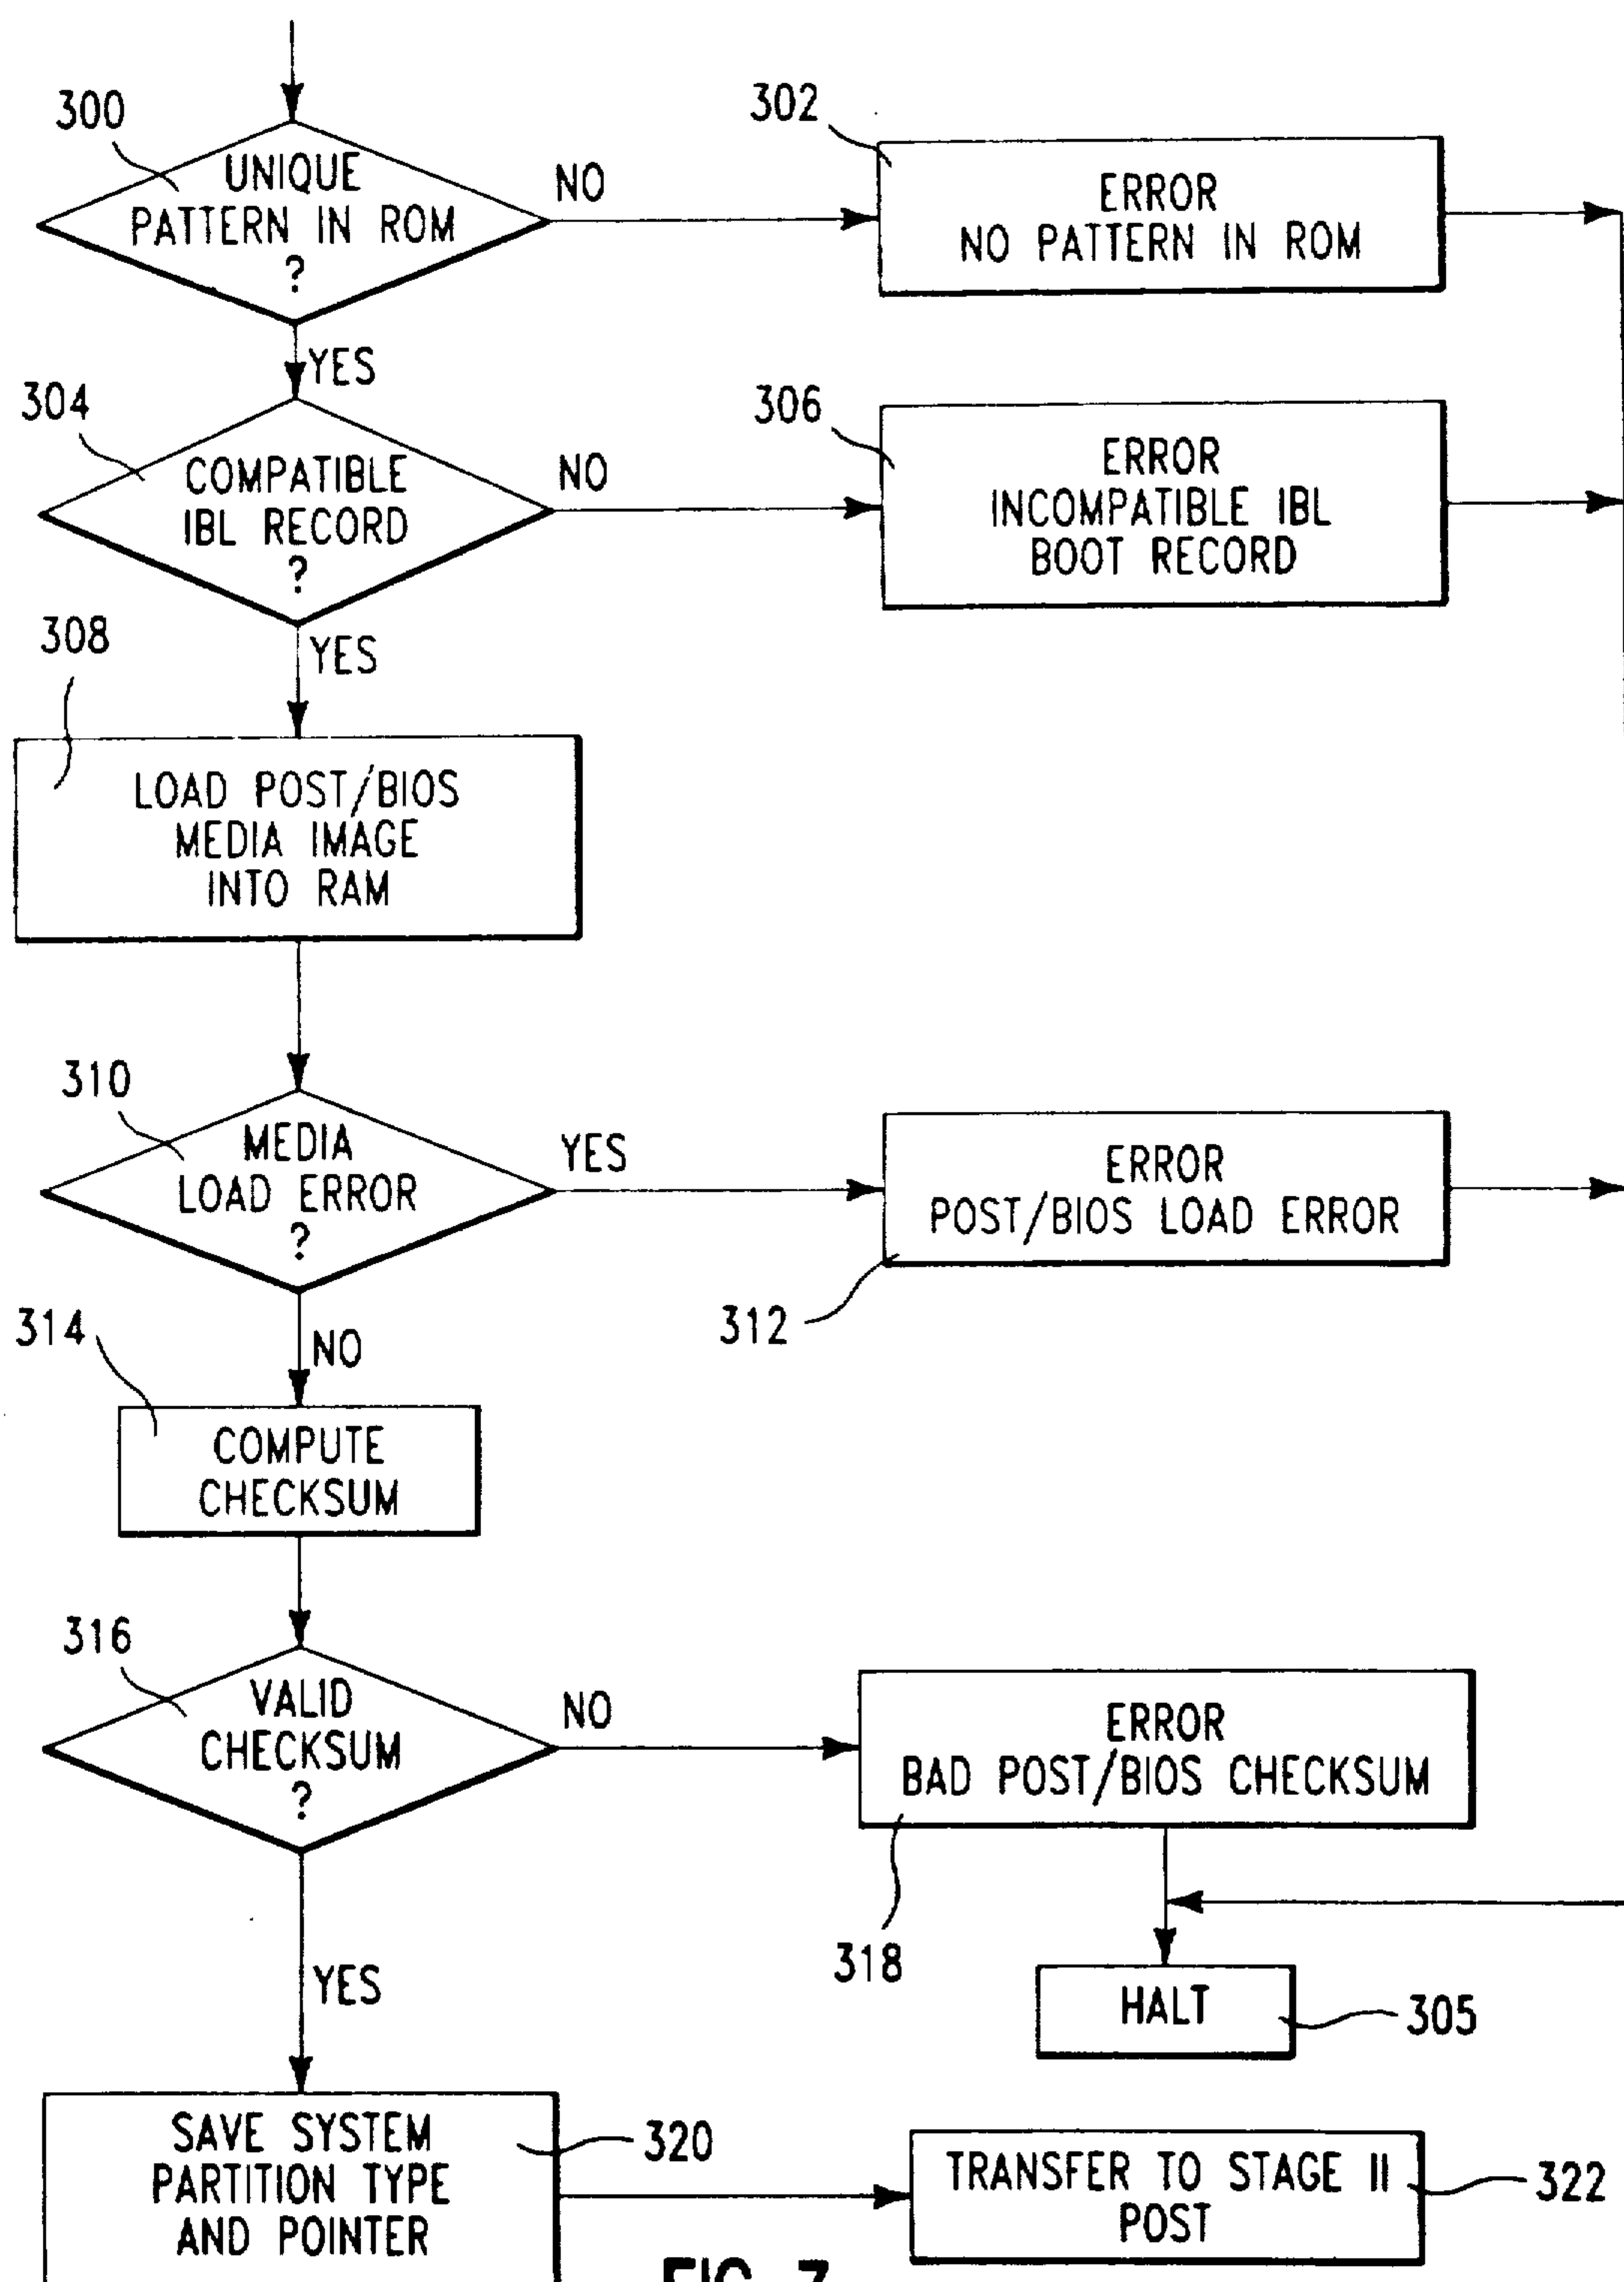 300
UNIQUE
PATTERN IN ROM
?
NO
302
ERROR
NO PATTERN IN ROM
YES
304
COMPATIBLE
IBL RECORD
?
NO
306
ERROR
INCOMPATIBLE IBL
BOOT RECORD
YES
308
LOAD POST/BIOS
MEDIA IMAGE
INTO RAM
310
MEDIA
LOAD ERROR
?
YES
ERROR
POST/BIOS LOAD ERROR
312
NO
314
COMPUTE
CHECKSUM
316
VALID
CHECKSUM
?
NO
ERROR
BAD POST/BIOS CHECKSUM
318
YES
HALT
305
SAVE SYSTEM
PARTITION TYPE
AND POINTER
320
TRANSFER TO STAGE II
POST
322
FIG.